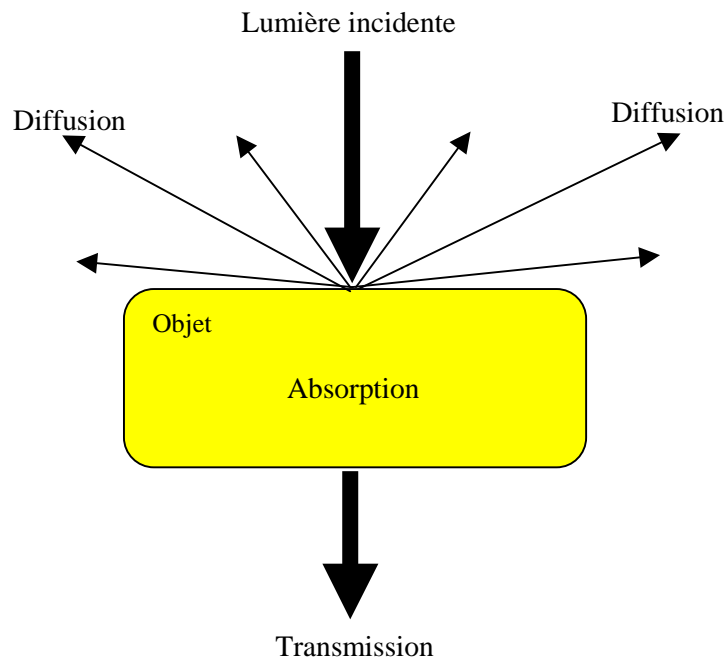 Lumière incidente
Diffusion
Diffusion
Objet
Absorption
Transmission